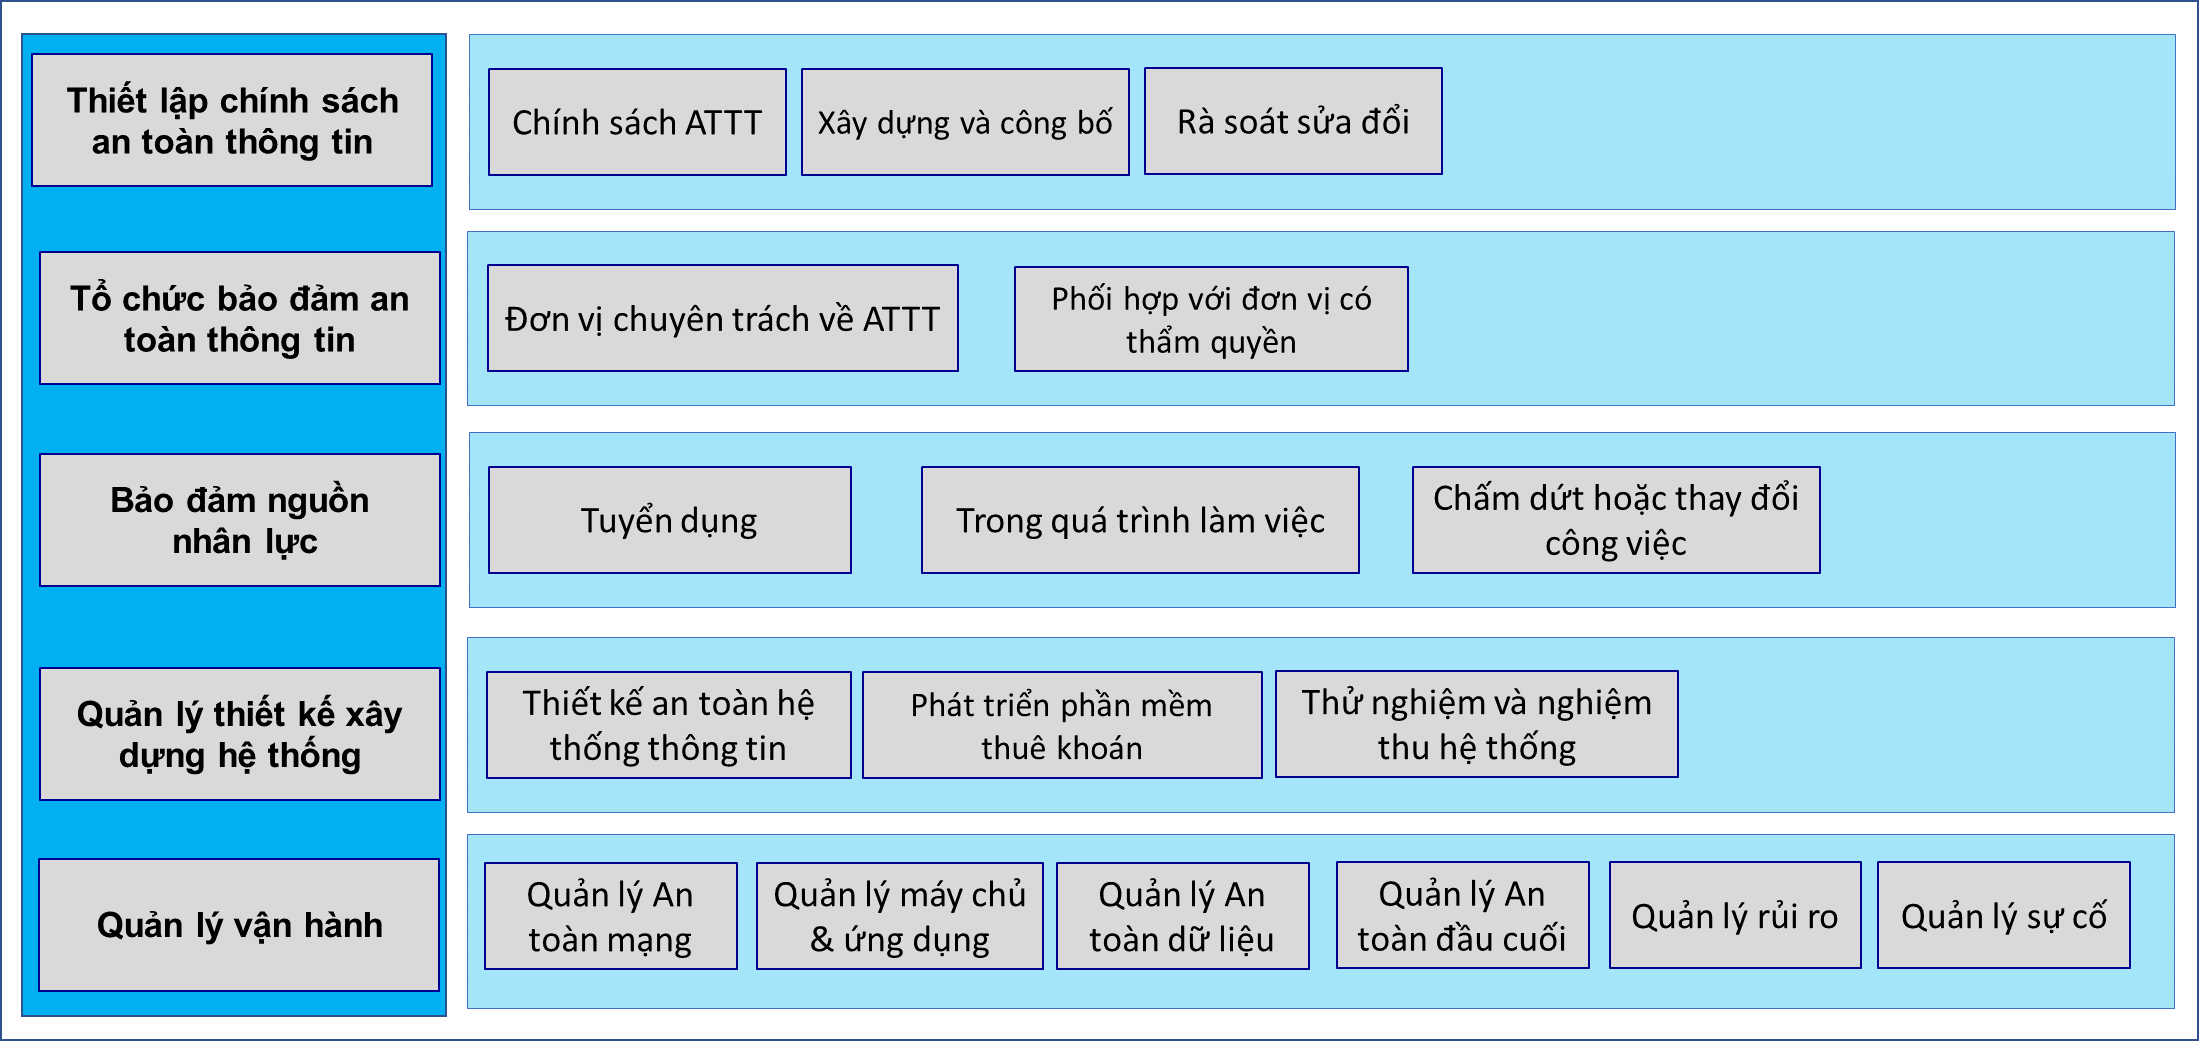 Thiết lập chính sách
an toàn thông tin
Chính sách ATTT
Xây dựng và công bố
Rà soát sửa đổi
Tổ chức bảo đảm an
toàn thông tin
Đơn vị chuyên trách về ATTT
Phối hợp với đơn vị có
thẩm quyền
Bảo đảm nguồn
nhân lực
Tuyển dụng
Trong quá trình làm việc
Chấm dứt hoặc thay đổi
công việc
Quản lý thiết kế xây
dựng hệ thống
Thiết kế an toàn hệ
thống thông tin
Phát triển phần mềm
thuê khoán
Thử nghiệm và nghiệm
thu hệ thống
Quản lý vận hành
Quản lý An
toàn mạng
Quản lý máy chủ
& ứng dụng
Quản lý An
toàn dữ liệu
Quản lý An
toàn đầu cuối
Quản lý rủi ro
Quản lý sự cố